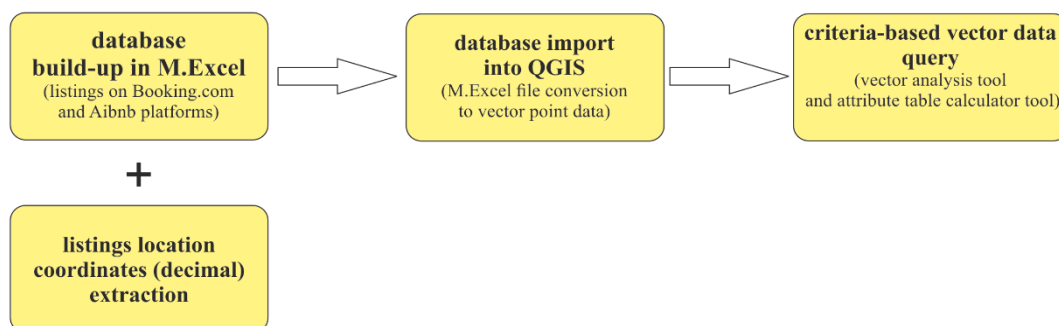 database
build-up in M.Excel
(listings on Booking.com
and Aibnb platforms)
database import
into QGIS
(M.Excel file conversion
to vector point data)
criteria-based vector data
query
(vector analysis tool
and attribute table calculator tool)
+
listings location
coordinates (decimal)
extraction